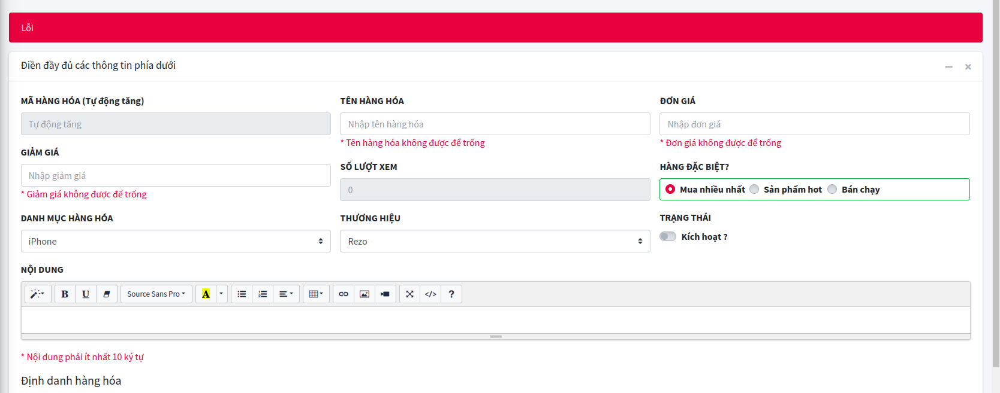 Lỗi
Điền đầy đủ các thông tin phía dưới
MÃ HÀNG HÓA (Tự động tăng)
Tự động tăng
TÊN HÀNG HÓA
Nhập tên hàng hóa
* Tên hàng hóa không được để trống
ĐƠN GIÁ
Nhập đơn giá
* Đơn giá không được để trống
GIẢM GIÁ
Nhập giảm giá
* Giảm giá không được để trống
SỐ LƯỢT XEM
0
HÀNG ĐẶC BIỆT?
Mua nhiều nhất Sản phẩm hot Bán chạy
DANH MỤC HÀNG HÓA
iPhone
THƯƠNG HIỆU
Rezo
TRẠNG THÁI
Kích hoạt ?
NỘI DUNG
B U Source Sans Pro A </> ?
* Nội dung phải ít nhất 10 ký tự
Định danh hàng hóa